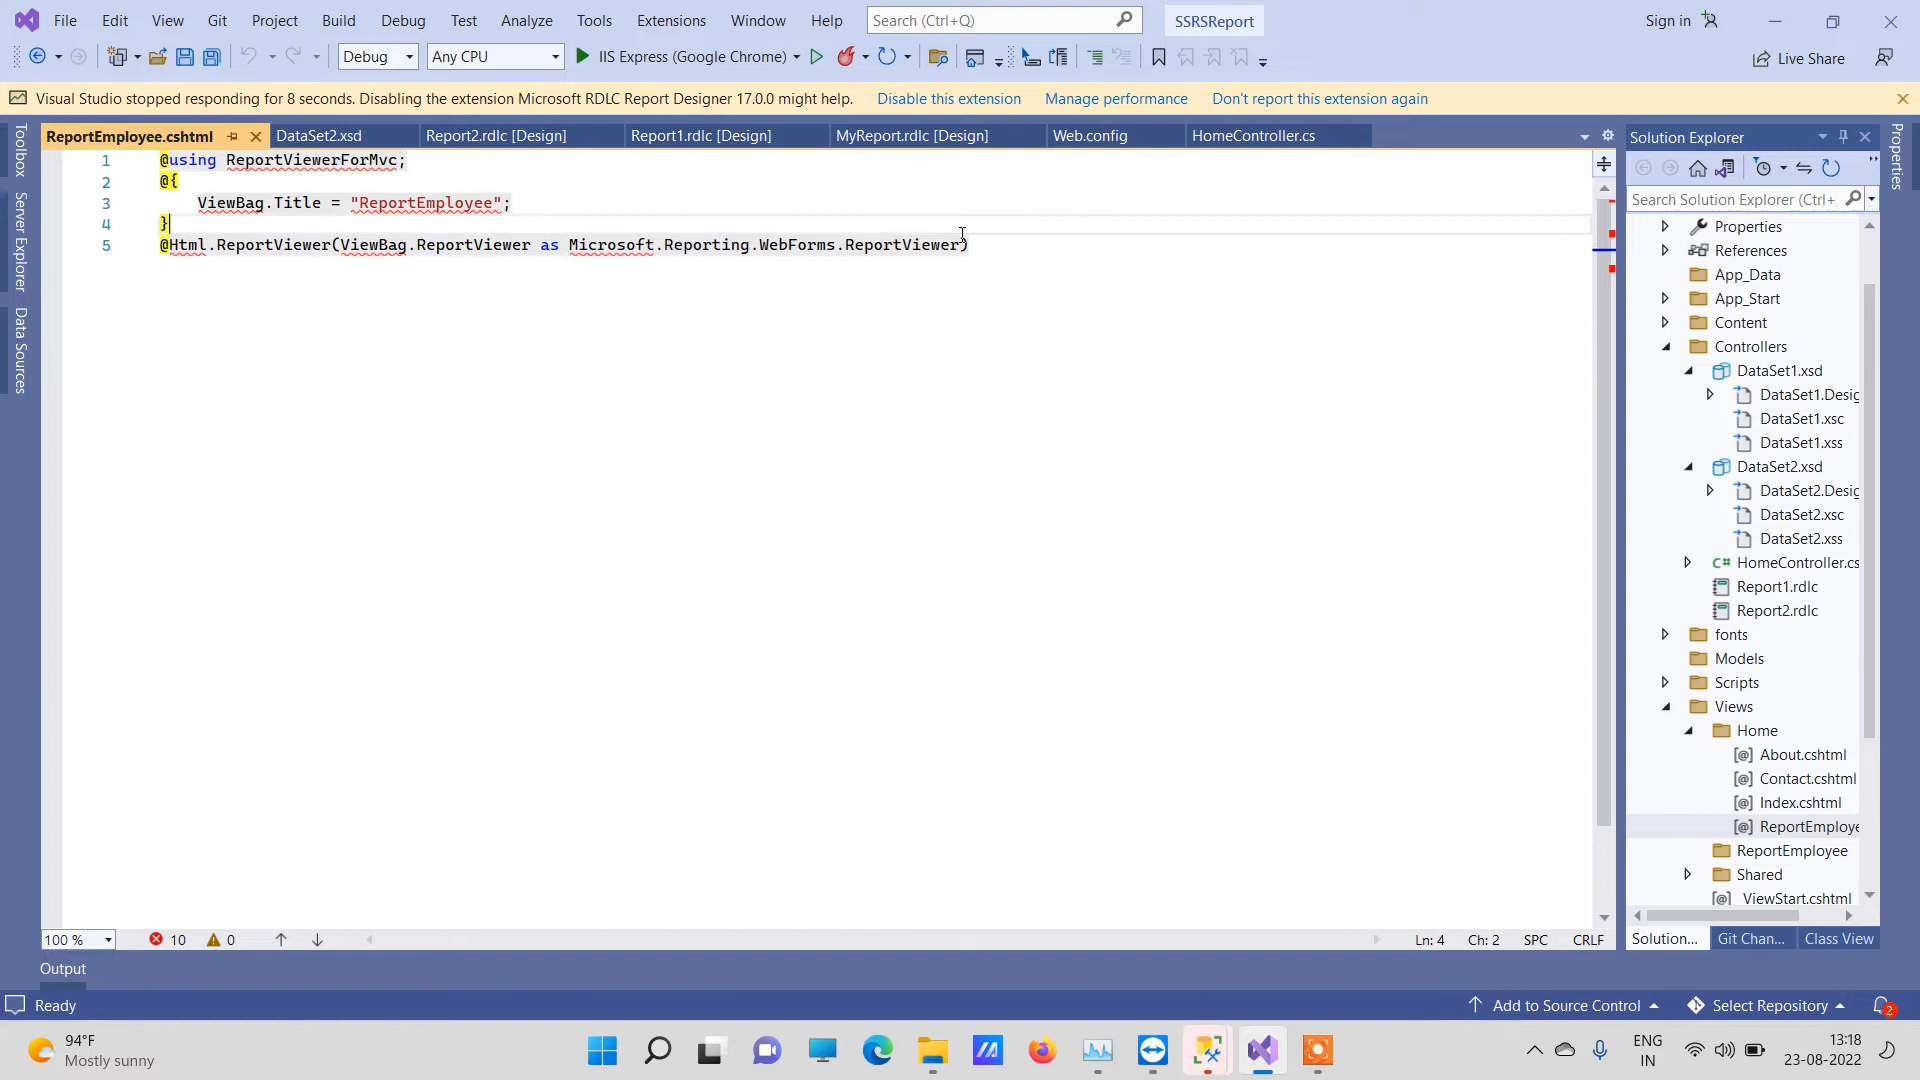 File Edit View Git Project Build Debug Test Analyze Tools Extensions Window Help Search (Ctrl+Q) SSRSReport Sign in
Debug Any CPU IIS Express (Google Chrome) Live Share
Visual Studio stopped responding for 8 seconds. Disabling the extension Microsoft RDLC Report Designer 17.0.0 might help. Disable this extension Manage performance Don't report this extension again
ReportEmployee.cshtml DataSet2.xsd Report2.rdlc [Design] Report1.rdlc [Design] MyReport.rdlc [Design] Web.config HomeController.cs
Toolbox
Server Explorer
Data Sources
1 @using ReportViewerForMvc;
2 @{
3 ViewBag.Title = "ReportEmployee";
4 }
5 @Html.ReportViewer(ViewBag.ReportViewer as Microsoft.Reporting.WebForms.ReportViewer)
Solution Explorer
Search Solution Explorer (Ctrl+
Properties
References
App_Data
App_Start
Content
Controllers
DataSet1.xsd
DataSet1.Desig
DataSet1.xsc
DataSet1.xss
DataSet2.xsd
DataSet2.Desig
DataSet2.xsc
DataSet2.xss
C# HomeController.cs
Report1.rdlc
Report2.rdlc
fonts
Models
Scripts
Views
Home
[@] About.cshtml
[@] Contact.cshtml
[@] Index.cshtml
[@] ReportEmploye
ReportEmployee
Shared
[@] ViewStart.cshtml
Properties
100 % 10 0 Ln: 4 Ch: 2 SPC CRLF
Solution... Git Chan... Class View
Output
Ready Add to Source Control Select Repository 2
94°F
Mostly sunny
ENG
IN
13:18
23-08-2022